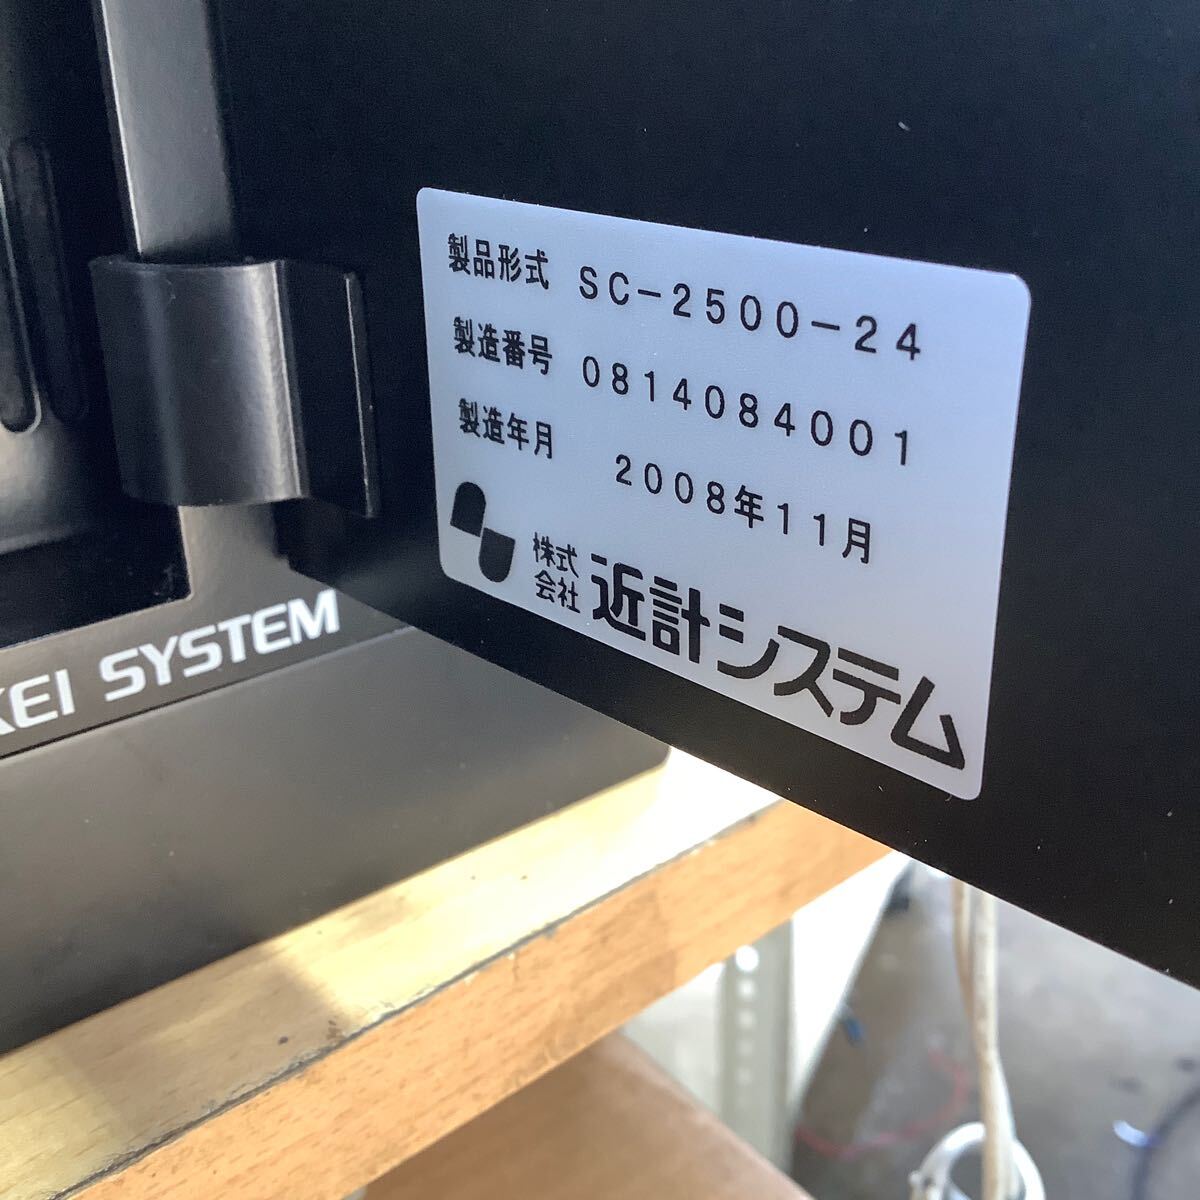 製品形式 SC-2500-24
製造番号 081408４001
製造年月 2008年11月
株式会社 近計システム
KEI SYSTEM